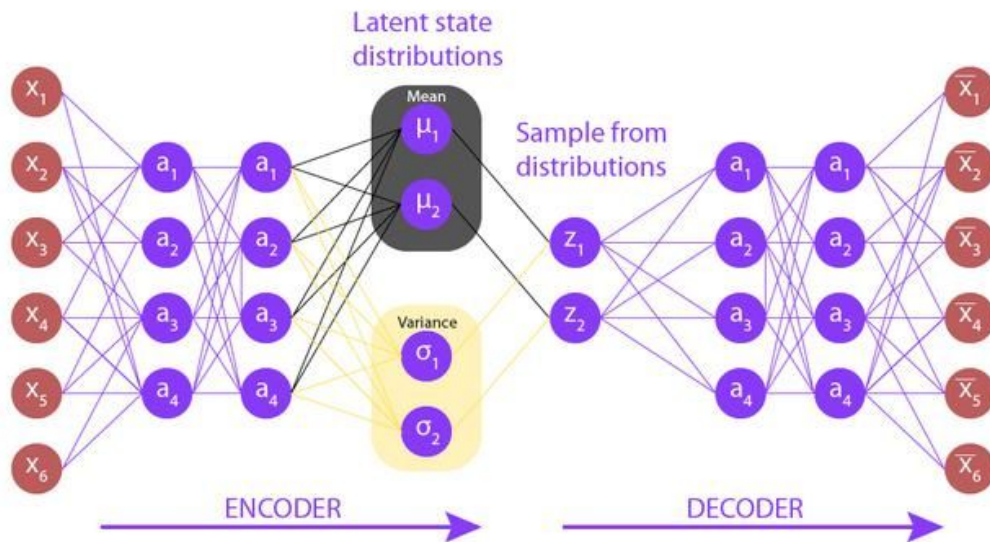 Latent state
distributions
Mean
μ₁
μ₂
Variance
σ₁
σ₂
Sample from
distributions
x₁
x₂
x₃
x₄
x₅
x₆
a₁
a₂
a₃
a₄
a₁
a₂
a₃
a₄
z₁
z₂
a₁
a₂
a₃
a₄
a₁
a₂
a₃
a₄
x̅₁
x̅₂
x̅₃
x̅₄
x̅₅
x̅₆
ENCODER
DECODER